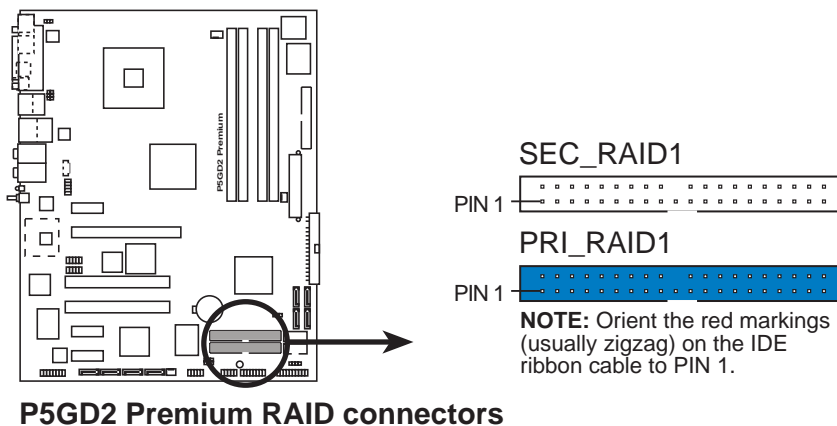 P5GD2 Premium
SEC_RAID1
PIN 1
PRI_RAID1
PIN 1
NOTE: Orient the red markings
(usually zigzag) on the IDE
ribbon cable to PIN 1.
P5GD2 Premium RAID connectors